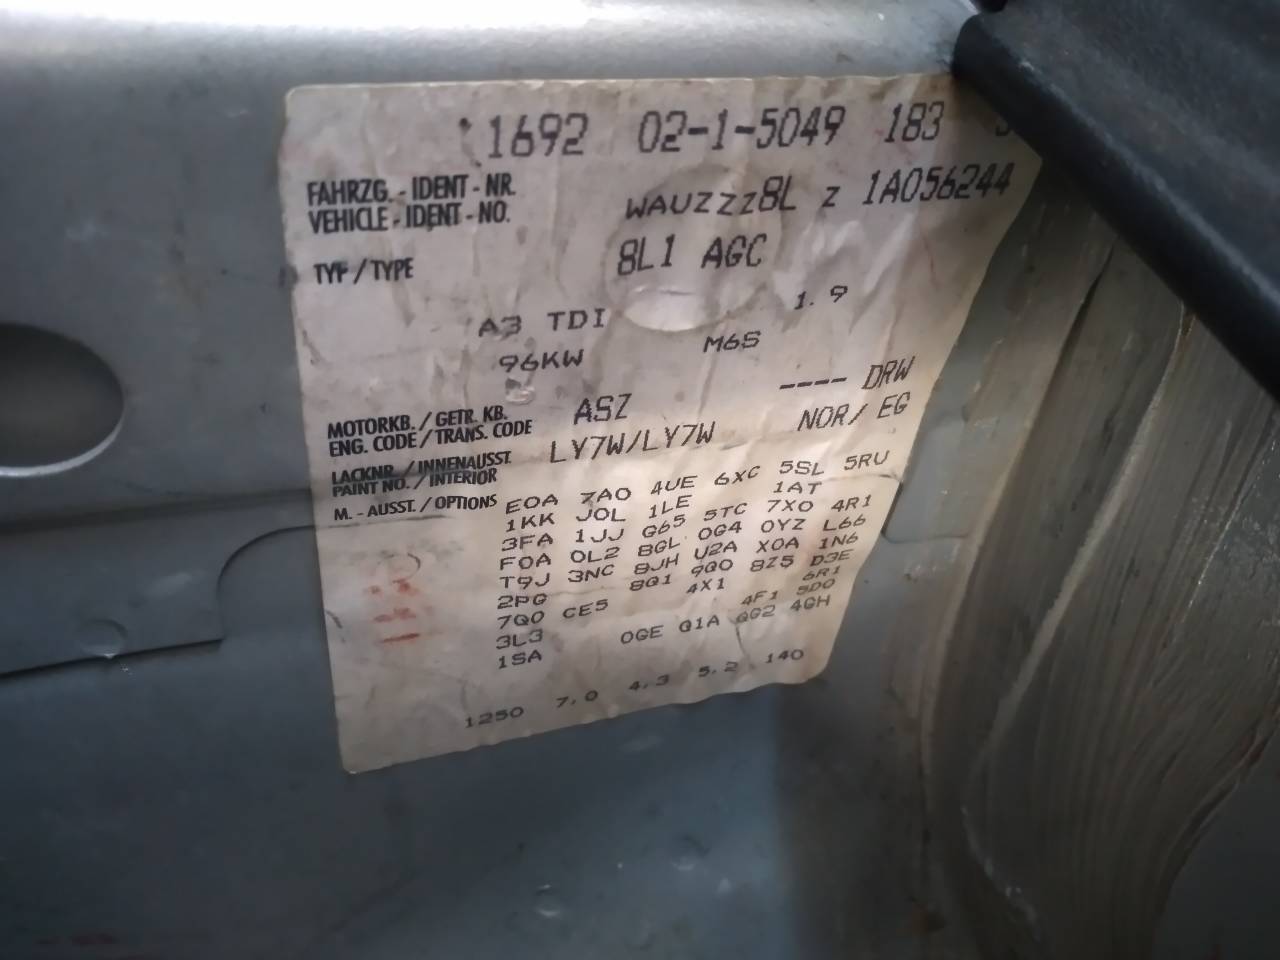 1692 02-1-5049 183
FAHRZG. - IDENT - NR.
VEHICLE - IDENT - NO. WAUZZZ8L Z 1A056244
TYP / TYPE 8L1 AGC
A3 TDI 1.9
96KW M6S
MOTORKB. / GETR. KB.
ENG. CODE / TRANS. CODE ASZ ---- DRW
LACKNR. / INNENAUSST.
PAINT NO. / INTERIOR LY7W/LY7W NOR/ EG
M. - AUSST. / OPTIONS E0A 7A0 4UE 6XC 5SL 5RU
1KK J0L 1LE 1AT
3FA 1JJ G65 5TC 7X0 4R1
F0A 0L2 8GL 0G4 0YZ L66
T9J 3NC 8JH U2A X0A 1N6
2PG 8Q1 9Q0 8Z5 D3E
7Q0 CE5 4X1 6R1
3L3 4F1 5D0
1SA 0GE Q1A QG2 4GH
1250 7.0 4.3 5.2 140